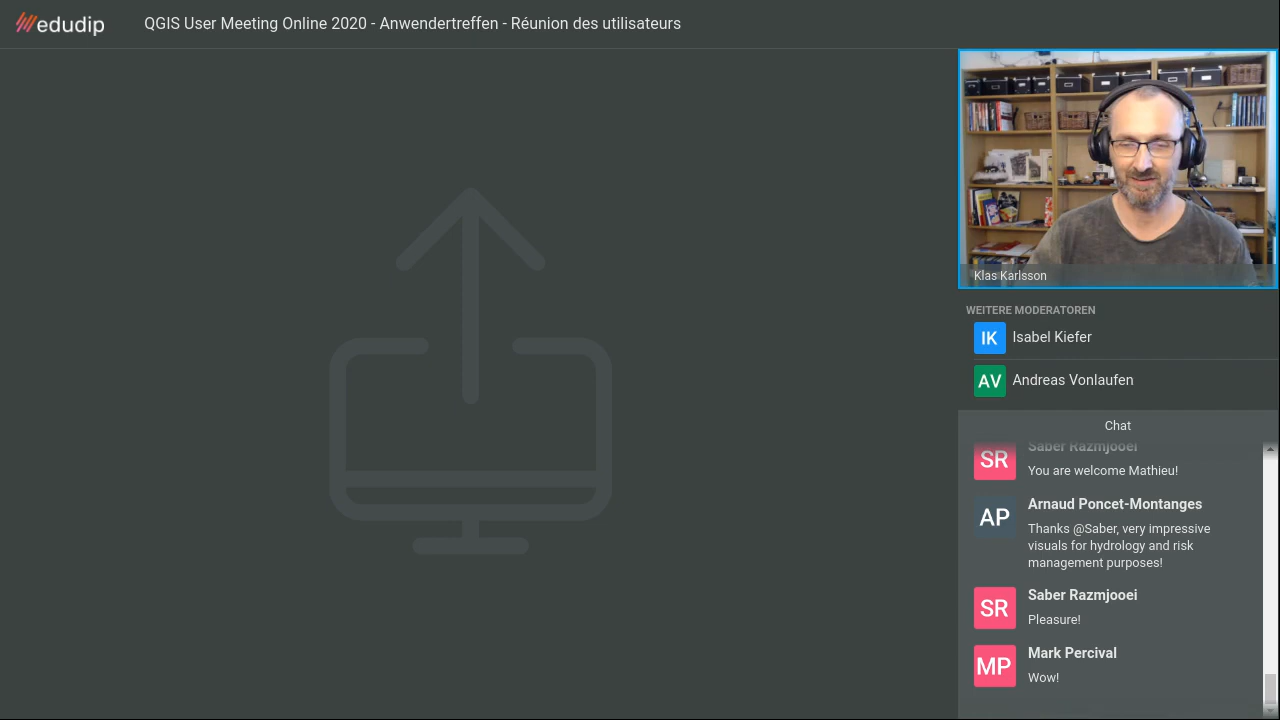 edudip
QGIS User Meeting Online 2020 - Anwendertreffen - Réunion des utilisateurs
Klas Karlsson
WEITERE MODERATOREN
IK Isabel Kiefer
AV Andreas Vonlaufen
Chat
SR Saber Razmjooei
You are welcome Mathieu!
AP Arnaud Poncet-Montanges
Thanks @Saber, very impressive
visuals for hydrology and risk
management purposes!
SR Saber Razmjooei
Pleasure!
MP Mark Percival
Wow!